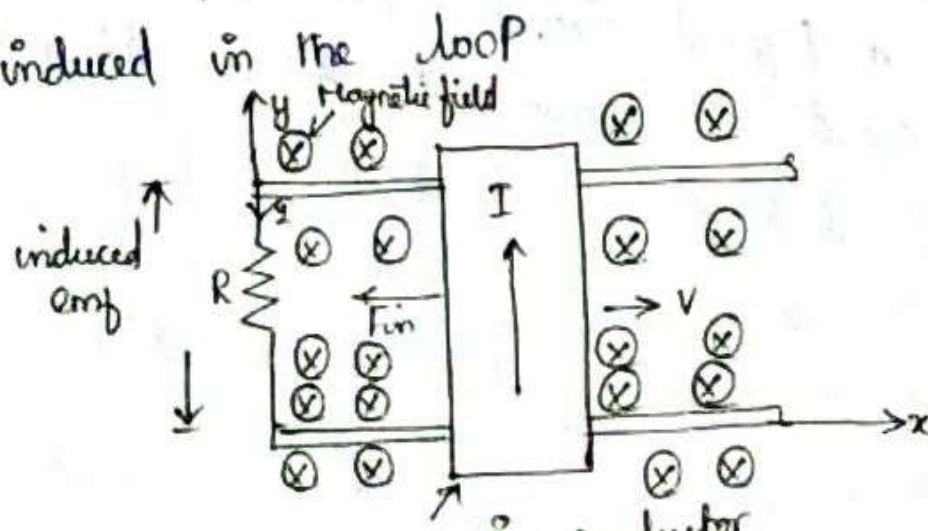 induced in the loop.
y Magnetic field
I
induced
emf
R
Fin
V
x